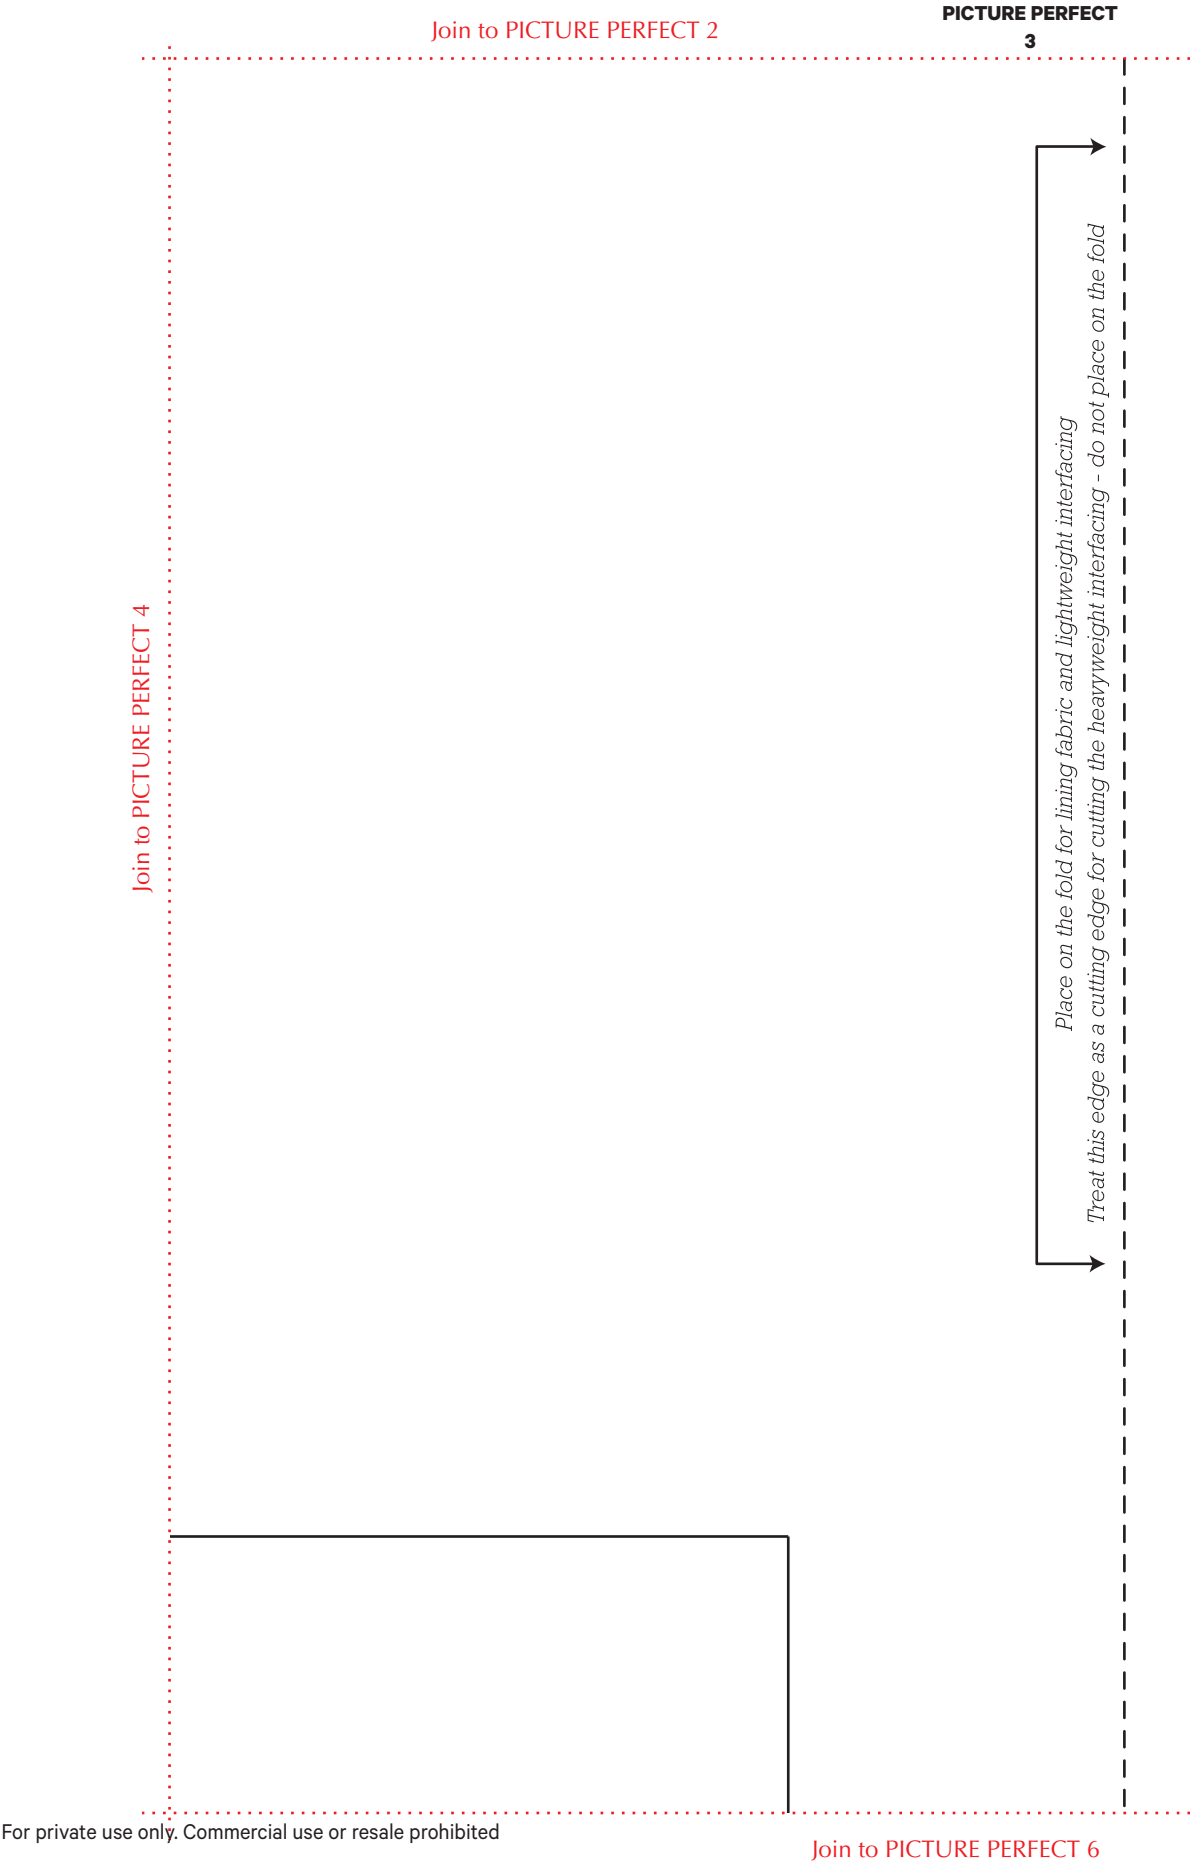 Join to PICTURE PERFECT 2
PICTURE PERFECT
3
Join to PICTURE PERFECT 4
Place on the fold for lining fabric and lightweight interfacing
Treat this edge as a cutting edge for cutting the heavyweight interfacing - do not place on the fold
For private use only. Commercial use or resale prohibited
Join to PICTURE PERFECT 6